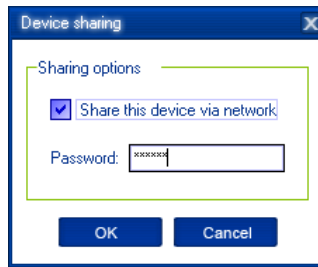 Device sharing
Sharing options
Share this device via network
Password: ******
OK Cancel